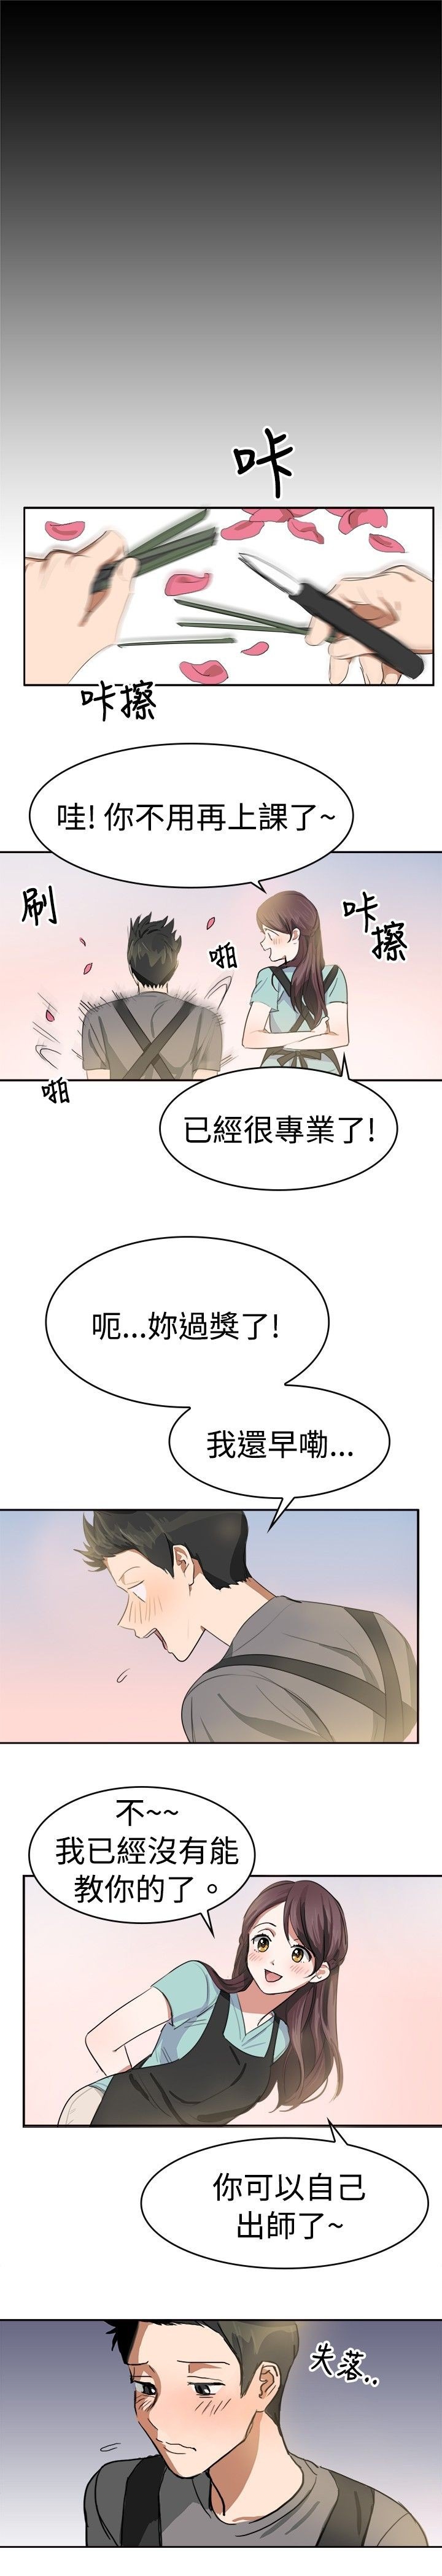 咔
咔擦
哇! 你不用再上課了~
刷
啪
咔擦
啪
已經很專業了!
呃...妳過獎了!
我還早嘞...
不~~
我已經沒有能
教你的了。
你可以自己
出師了~
失落..